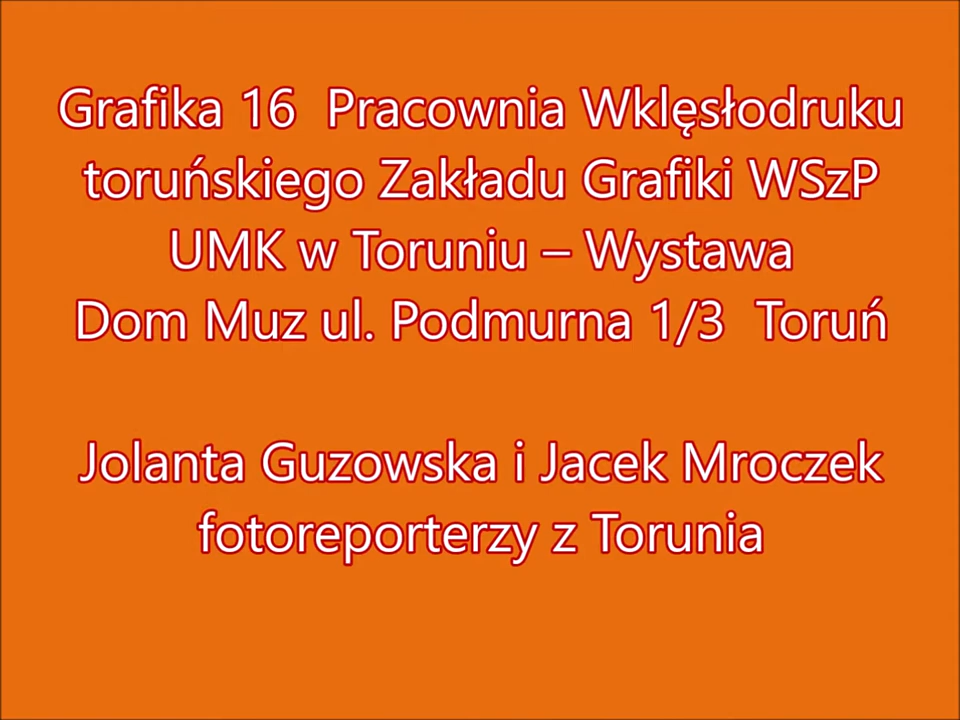 Grafika 16  Pracownia Wklęsłodruku
toruńskiego Zakładu Grafiki WSzP
UMK w Toruniu – Wystawa
Dom Muz ul. Podmurna 1/3  Toruń
Jolanta Guzowska i Jacek Mroczek
fotoreporterzy z Torunia